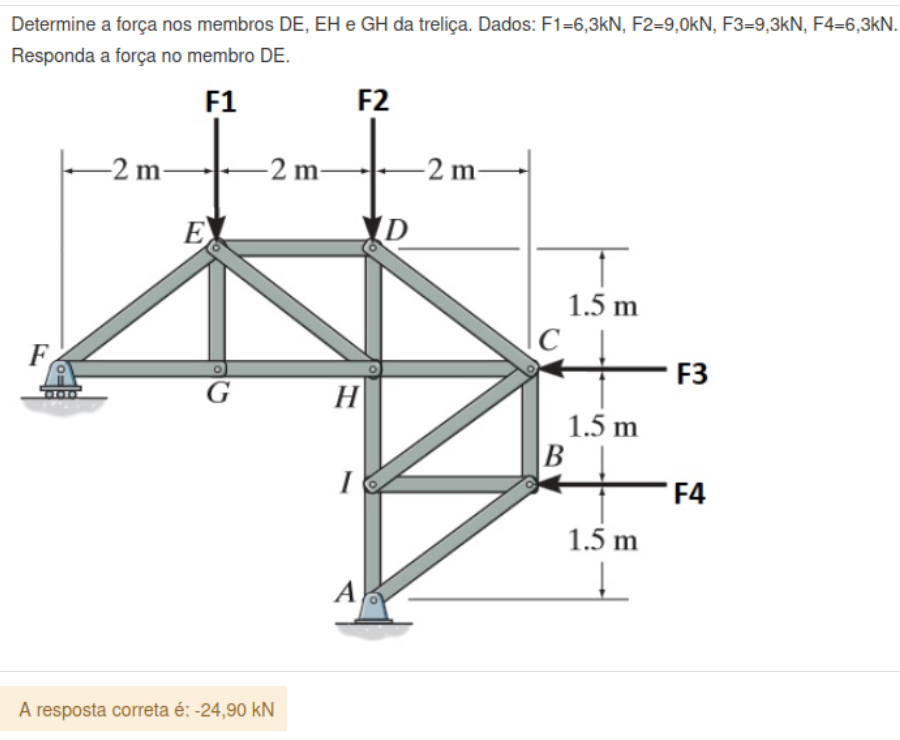 Determine a força nos membros DE, EH e GH da treliça. Dados: F1=6,3kN, F2=9,0kN, F3=9,3kN, F4=6,3kN.
Responda a força no membro DE.
F1 F2
2 m 2 m 2 m
E D
1.5 m
F C
F3
G H
1.5 m
B
I
F4
1.5 m
A
A resposta correta é: -24,90 kN